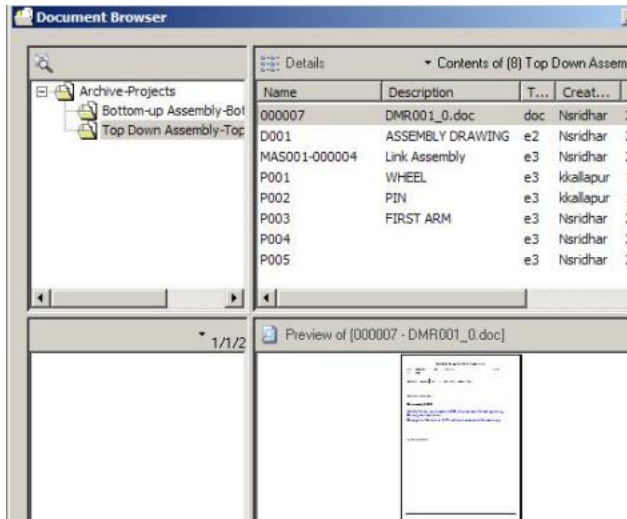 Document Browser
Details
Contents of (8) Top Down Assem
Archive-Projects
Bottom-up Assembly-Bot
Top Down Assembly-Top
Name Description T... Creat...
000007 DMR001_0.doc doc Nsridhar
D001 ASSEMBLY DRAWING e2 Nsridhar
MAS001-000004 Link Assembly e3 Nsridhar
P001 WHEEL e3 kkallapur
P002 PIN e3 kkallapur
P003 FIRST ARM e3 Nsridhar
P004 e3 Nsridhar
P005 e3 Nsridhar
1/1/2
Preview of [000007 - DMR001_0.doc]